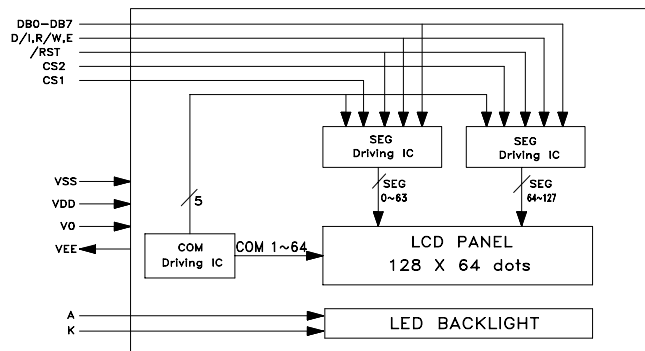 DB0-DB7
D/I,R/W,E
/RST
CS2
CS1
SEG
Driving IC
SEG
Driving IC
SEG
0~63
SEG
64~127
5
VSS
VDD
V0
VEE
COM
Driving IC
COM 1~64
LCD PANEL
128 X 64 dots
A
K
LED BACKLIGHT